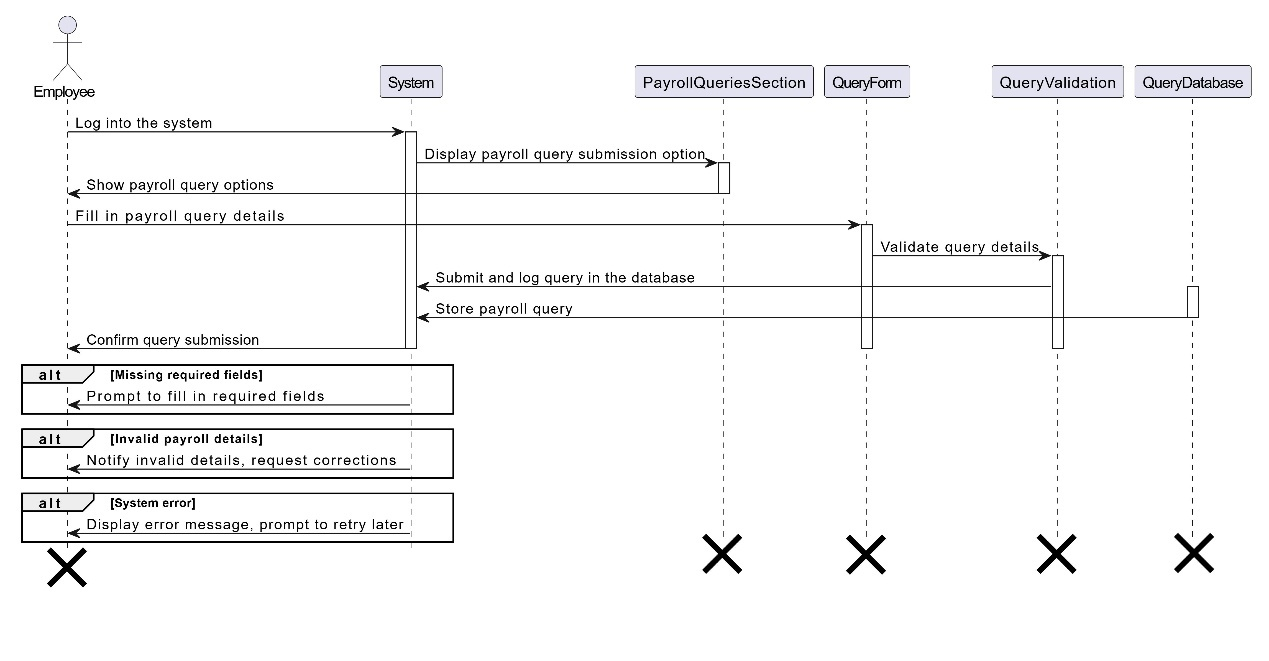 Employee
System
PayrollQueriesSection
QueryForm
QueryValidation
QueryDatabase
Log into the system
Display payroll query submission option
Show payroll query options
Fill in payroll query details
Validate query details
Submit and log query in the database
Store payroll query
Confirm query submission
alt [Missing required fields]
Prompt to fill in required fields
alt [Invalid payroll details]
Notify invalid details, request corrections
alt [System error]
Display error message, prompt to retry later